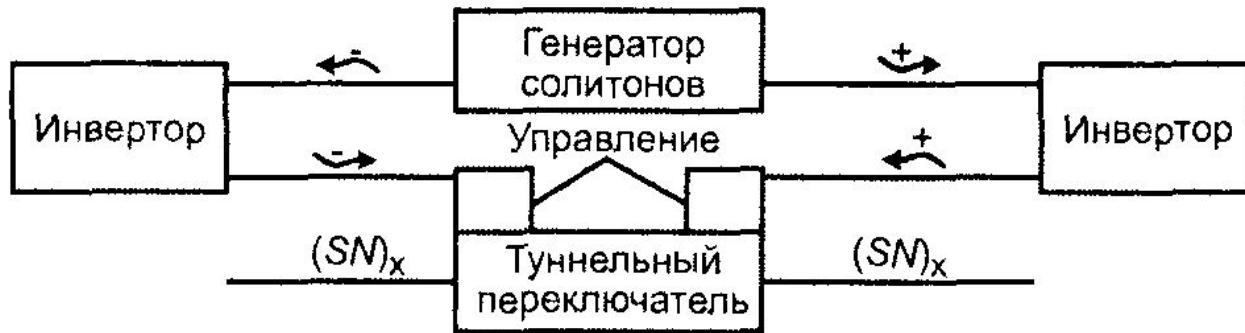 Генератор
солитонов
- +
Инвертор
Инвертор
Управление
- +
(SN)x
Туннельный
переключатель
(SN)x